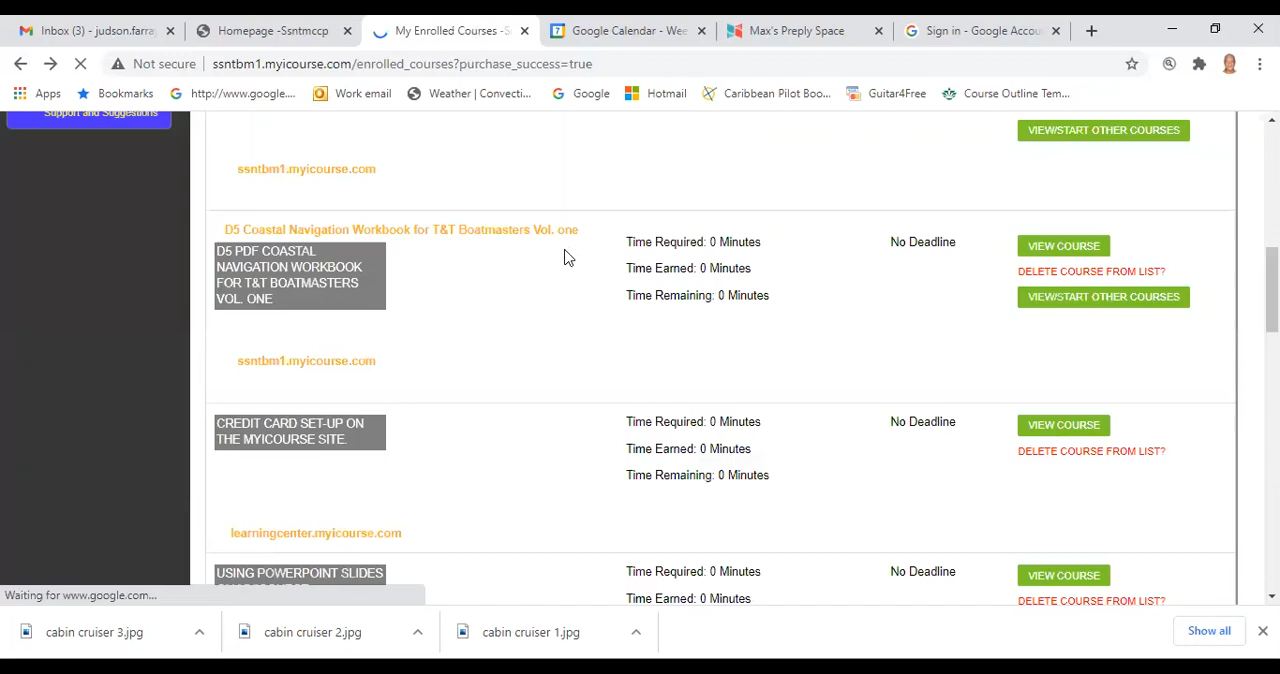 Inbox (3) - judson.farra
Homepage -Ssntmccp
My Enrolled Courses -S
Google Calendar - Wee
Max's Preply Space
Sign in - Google Accou
Not secure
ssntbm1.myicourse.com/enrolled_courses?purchase_success=true
Apps
Bookmarks
http://www.google....
Work email
Weather | Convecti...
Google
Hotmail
Caribbean Pilot Boo...
Guitar4Free
Course Outline Tem...
Support and Suggestions
VIEW/START OTHER COURSES
ssntbm1.myicourse.com
D5 Coastal Navigation Workbook for T&T Boatmasters Vol. one
D5 PDF COASTAL
NAVIGATION WORKBOOK
FOR T&T BOATMASTERS
VOL. ONE
Time Required: 0 Minutes
No Deadline
VIEW COURSE
Time Earned: 0 Minutes
DELETE COURSE FROM LIST?
Time Remaining: 0 Minutes
VIEW/START OTHER COURSES
ssntbm1.myicourse.com
CREDIT CARD SET-UP ON
THE MYICOURSE SITE.
Time Required: 0 Minutes
No Deadline
VIEW COURSE
Time Earned: 0 Minutes
DELETE COURSE FROM LIST?
Time Remaining: 0 Minutes
learningcenter.myicourse.com
USING POWERPOINT SLIDES
Time Required: 0 Minutes
No Deadline
VIEW COURSE
Time Earned: 0 Minutes
DELETE COURSE FROM LIST?
Waiting for www.google.com...
cabin cruiser 3.jpg
cabin cruiser 2.jpg
cabin cruiser 1.jpg
Show all